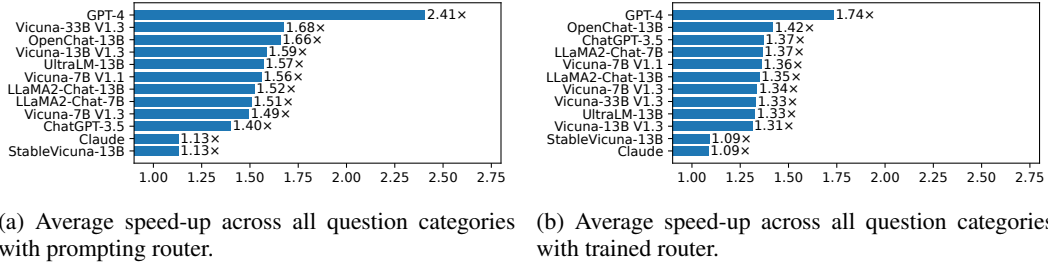 GPT-4 2.41×
Vicuna-33B V1.3 1.68×
OpenChat-13B 1.66×
Vicuna-13B V1.3 1.59×
UltraLM-13B 1.57×
Vicuna-7B V1.1 1.56×
LLaMA2-Chat-13B 1.52×
LLaMA2-Chat-7B 1.51×
Vicuna-7B V1.3 1.49×
ChatGPT-3.5 1.40×
Claude 1.13×
StableVicuna-13B 1.13×
1.00 1.25 1.50 1.75 2.00 2.25 2.50 2.75
(a) Average speed-up across all question categories
with prompting router.
GPT-4 1.74×
OpenChat-13B 1.42×
ChatGPT-3.5 1.37×
LLaMA2-Chat-7B 1.37×
Vicuna-7B V1.1 1.36×
LLaMA2-Chat-13B 1.35×
Vicuna-7B V1.3 1.34×
Vicuna-33B V1.3 1.33×
UltraLM-13B 1.33×
Vicuna-13B V1.3 1.31×
StableVicuna-13B 1.09×
Claude 1.09×
1.00 1.25 1.50 1.75 2.00 2.25 2.50 2.75
(b) Average speed-up across all question categories
with trained router.